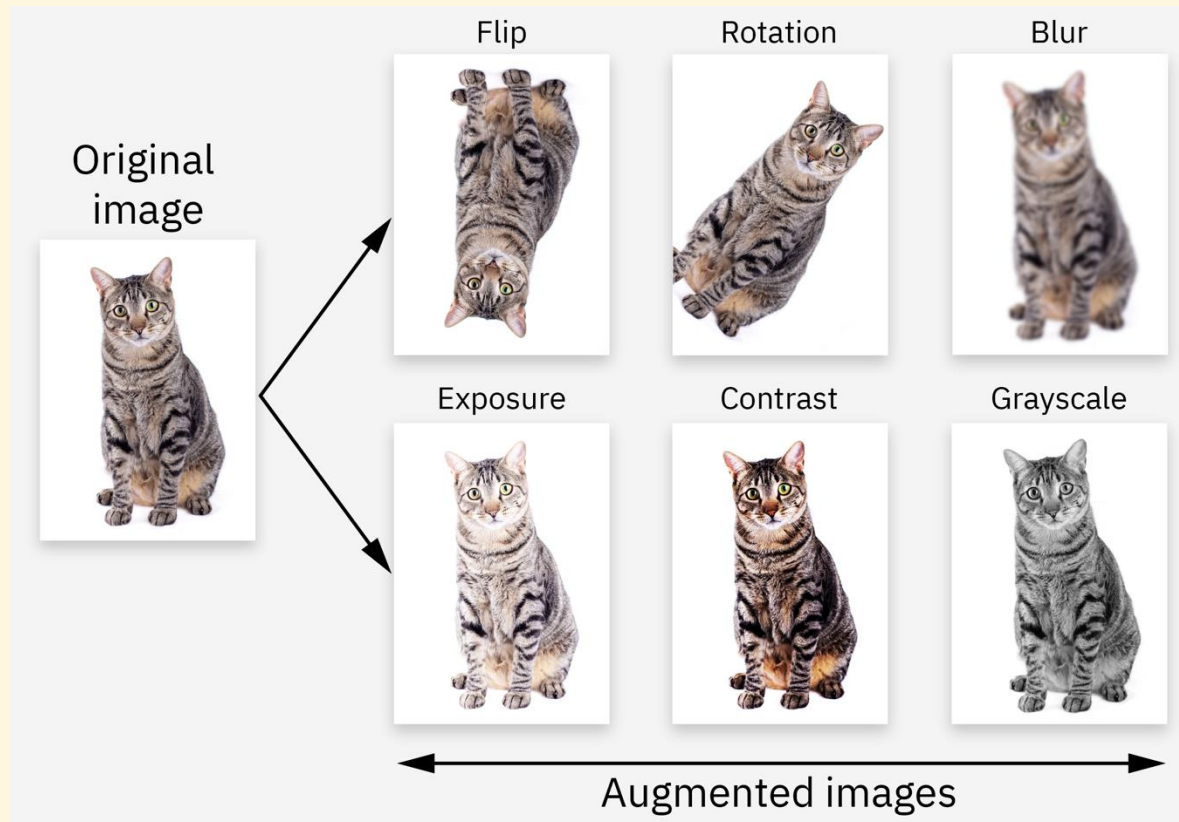 Original
image
Flip
Rotation
Blur
Exposure
Contrast
Grayscale
Augmented images